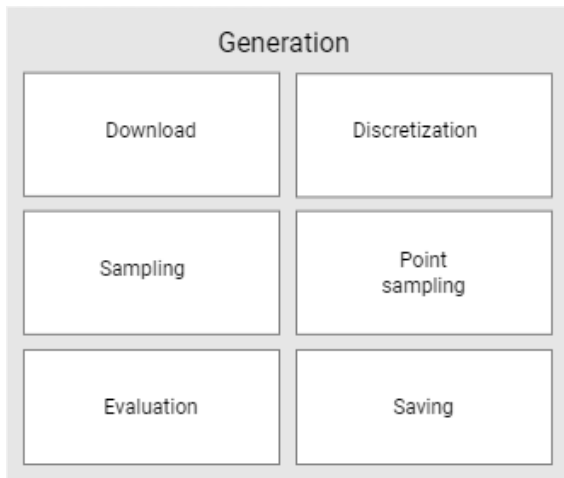 Generation
Download
Discretization
Sampling
Point
sampling
Evaluation
Saving